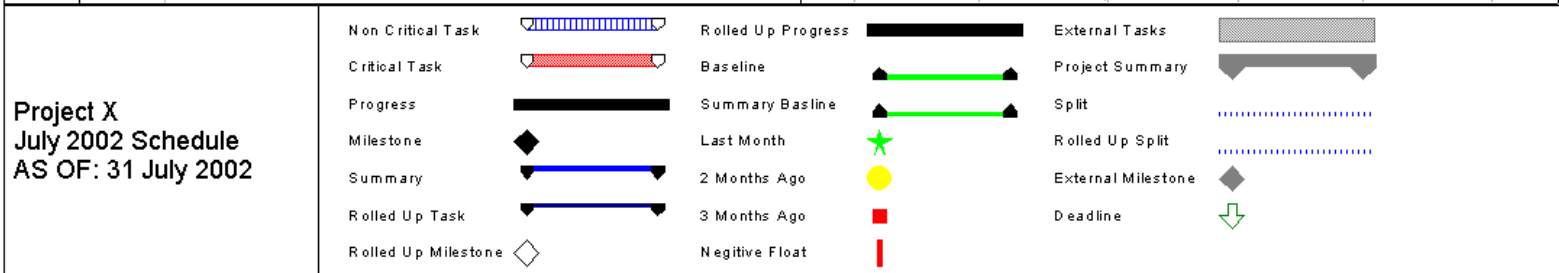 Project X
July 2002 Schedule
AS OF: 31 July 2002
Non Critical Task
Critical Task
Progress
Milestone
Summary
Rolled Up Task
Rolled Up Milestone
Rolled Up Progress
Baseline
Summary Basline
Last Month
2 Months Ago
3 Months Ago
Negitive Float
External Tasks
Project Summary
Split
Rolled Up Split
External Milestone
Deadline